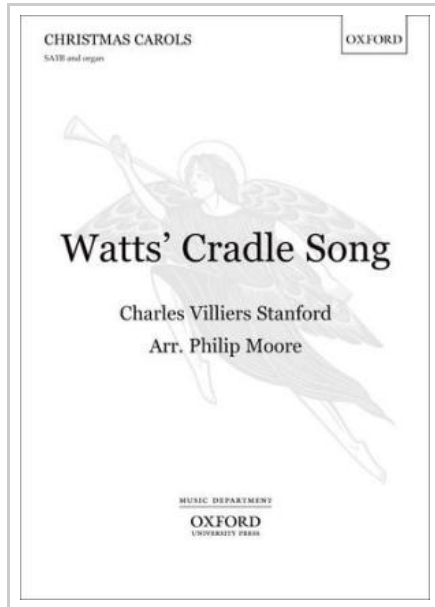 CHRISTMAS CAROLS
OXFORD
SATB and organ
Watts' Cradle Song
Charles Villiers Stanford
Arr. Philip Moore
MUSIC DEPARTMENT
OXFORD
UNIVERSITY PRESS